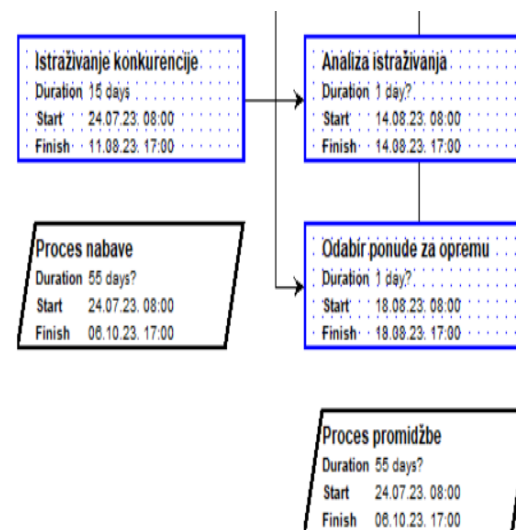 Istraživanje konkurencije
Duration 15 days
Start 24.07.23. 08:00
Finish 11.08.23. 17:00
Analiza istraživanja
Duration 1 day?
Start 14.08.23. 08:00
Finish 14.08.23. 17:00
Proces nabave
Duration 55 days?
Start 24.07.23. 08:00
Finish 06.10.23. 17:00
Odabir ponude za opremu
Duration 1 day?
Start 18.08.23. 08:00
Finish 18.08.23. 17:00
Proces promidžbe
Duration 55 days?
Start 24.07.23. 08:00
Finish 06.10.23. 17:00